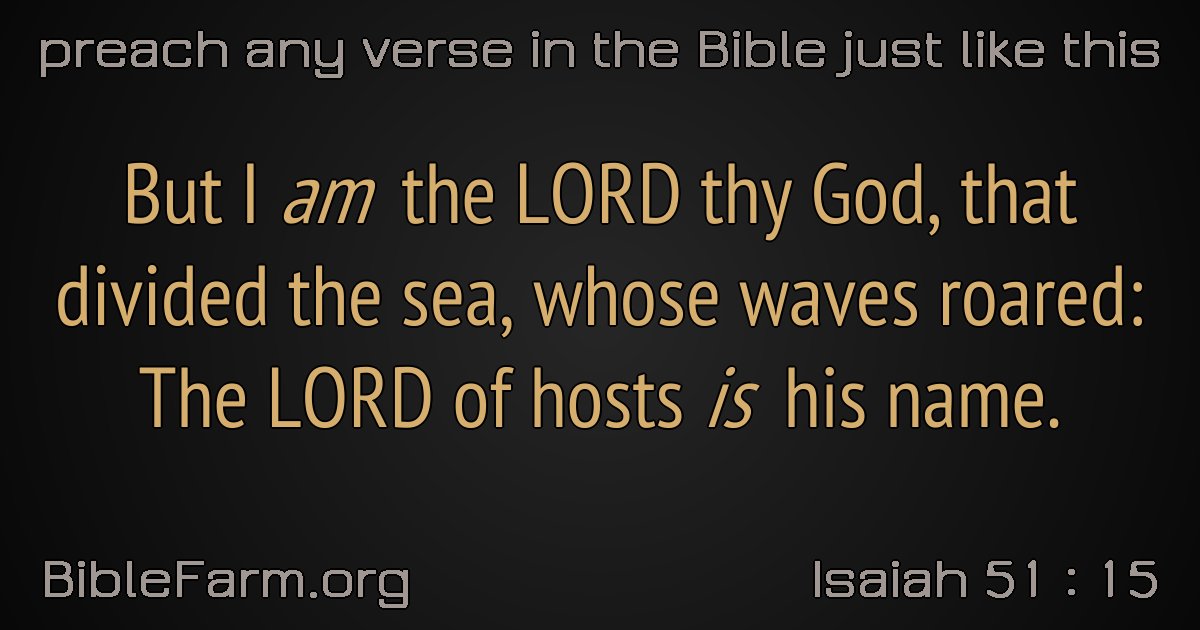 preach any verse in the Bible just like this
But I am the LORD thy God, that
divided the sea, whose waves roared:
The LORD of hosts is his name.
BibleFarm.org
Isaiah 51 : 15